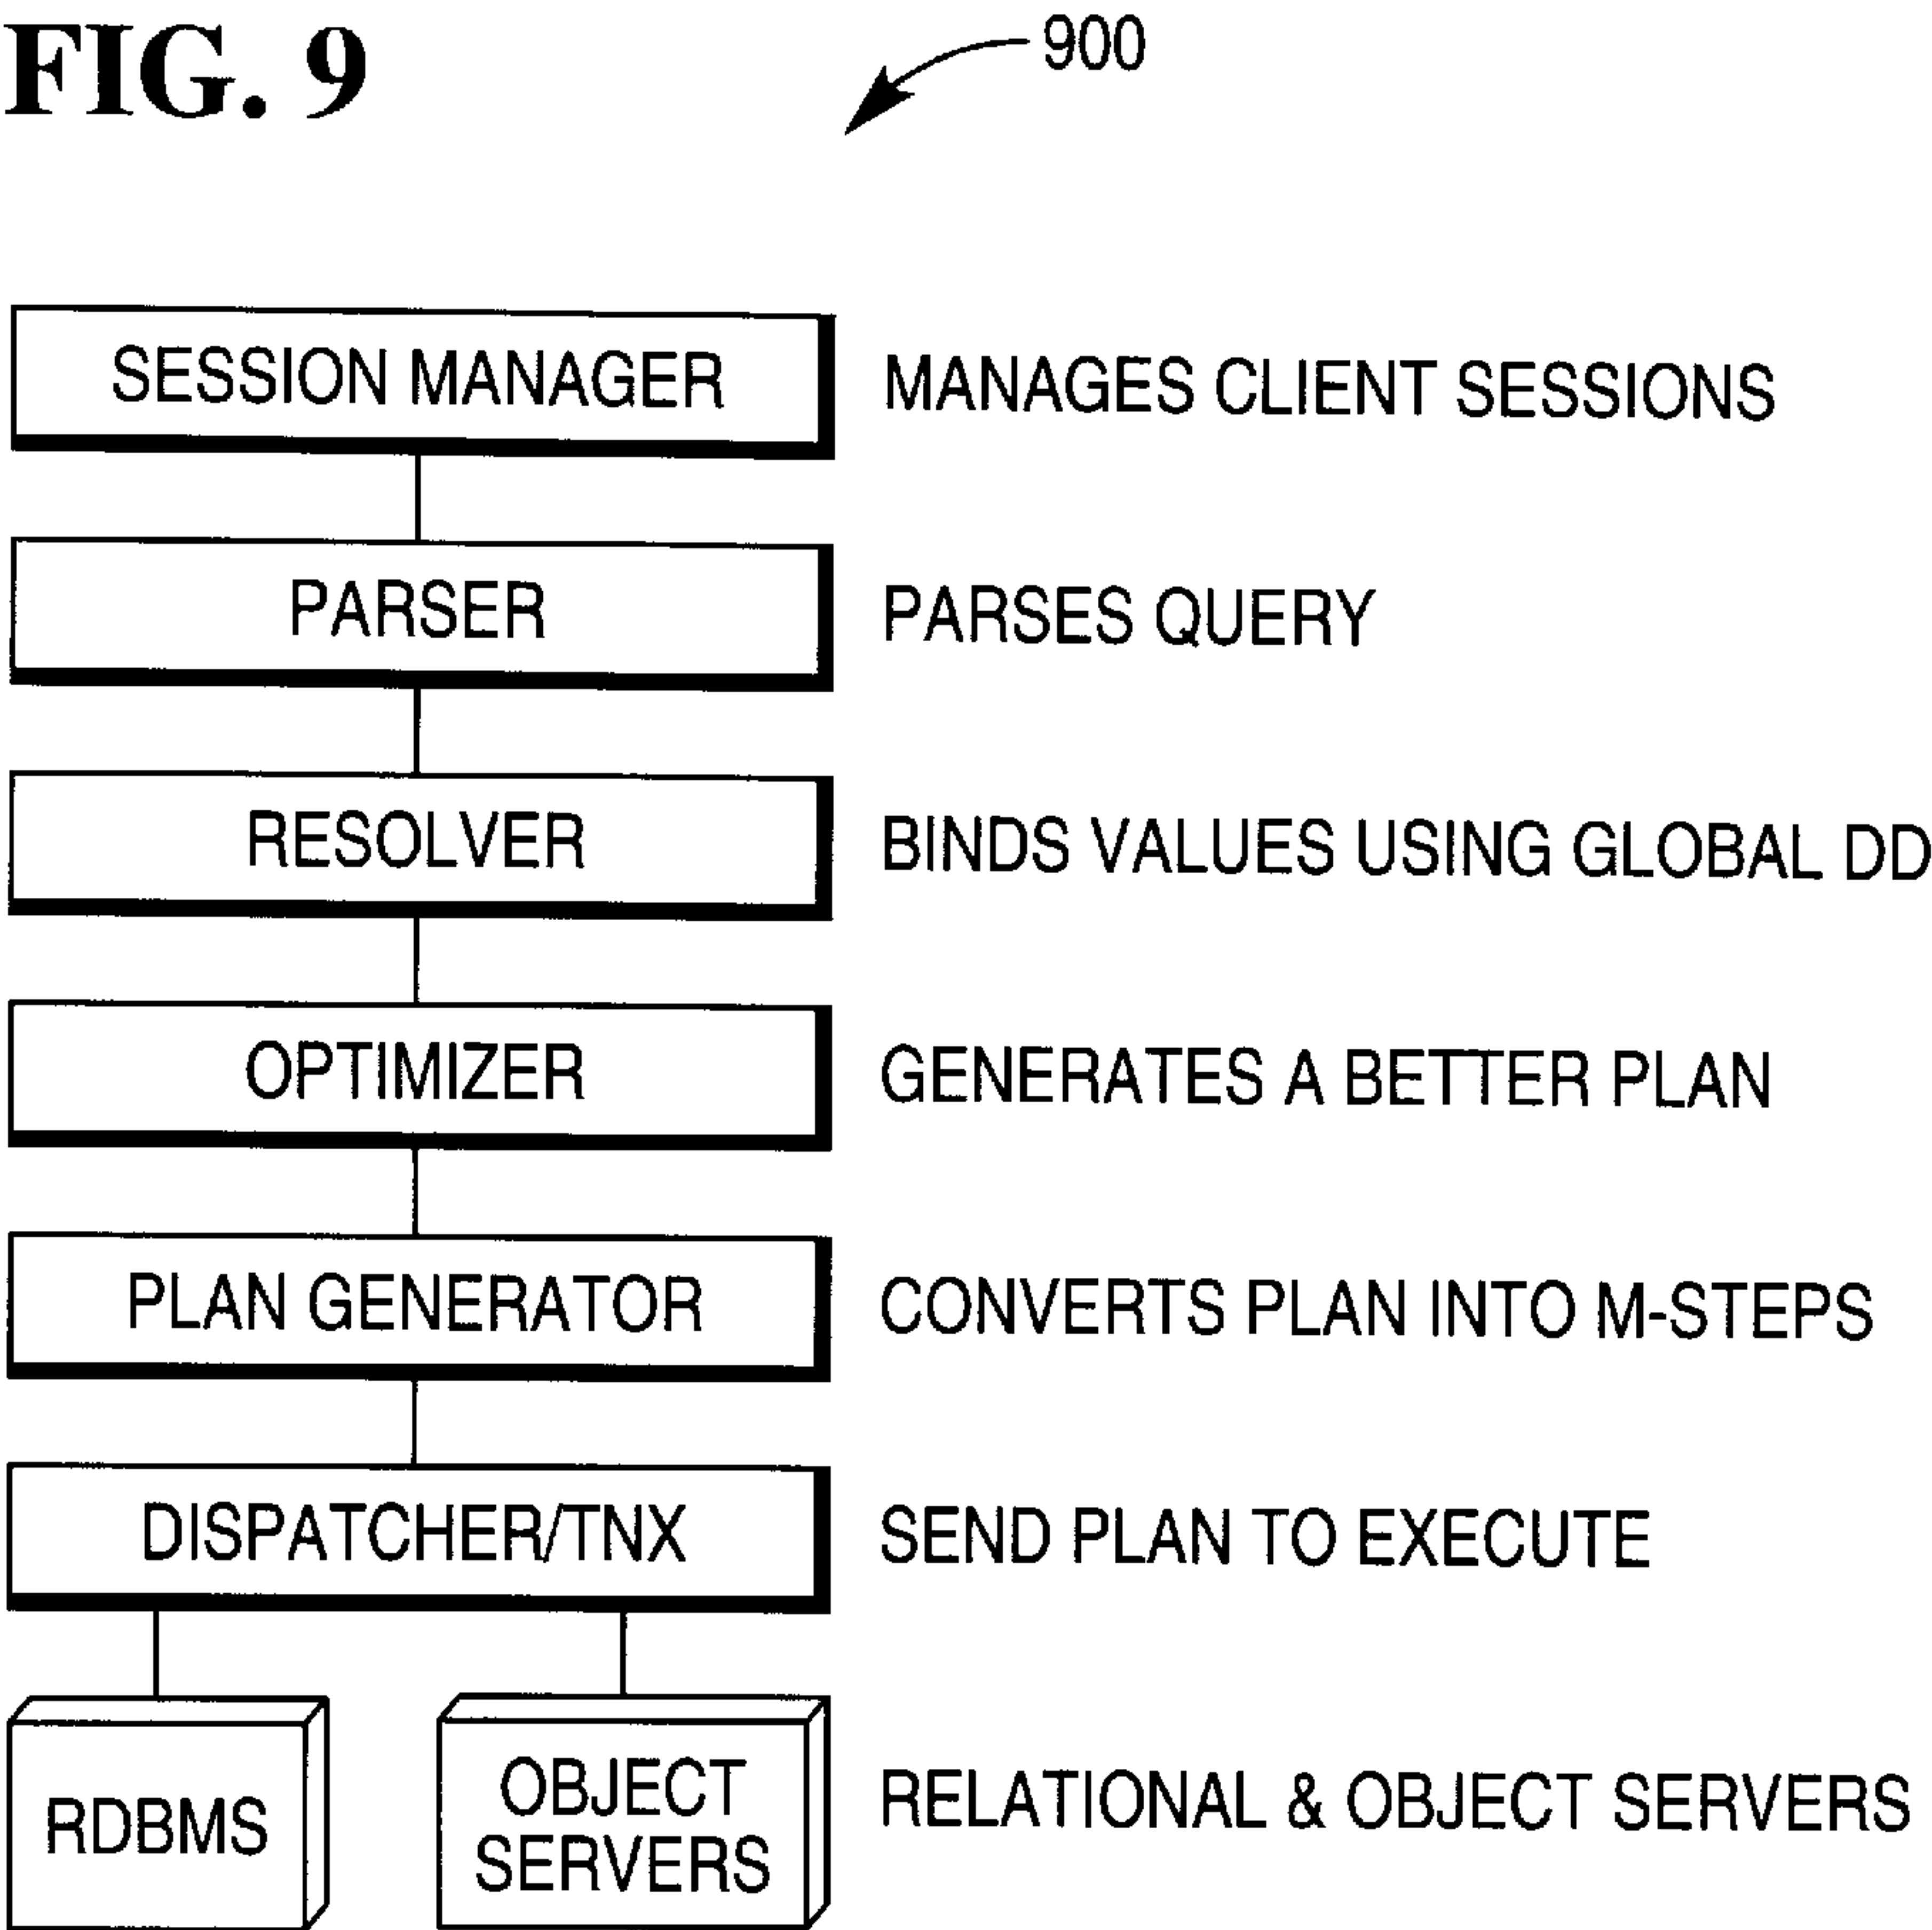 FIG. 9
900
SESSION MANAGER
MANAGES CLIENT SESSIONS
PARSER
PARSES QUERY
RESOLVER
BINDS VALUES USING GLOBAL DD
OPTIMIZER
GENERATES A BETTER PLAN
PLAN GENERATOR
CONVERTS PLAN INTO M-STEPS
DISPATCHER/TNX
SEND PLAN TO EXECUTE
RDBMS
OBJECT
SERVERS
RELATIONAL & OBJECT SERVERS